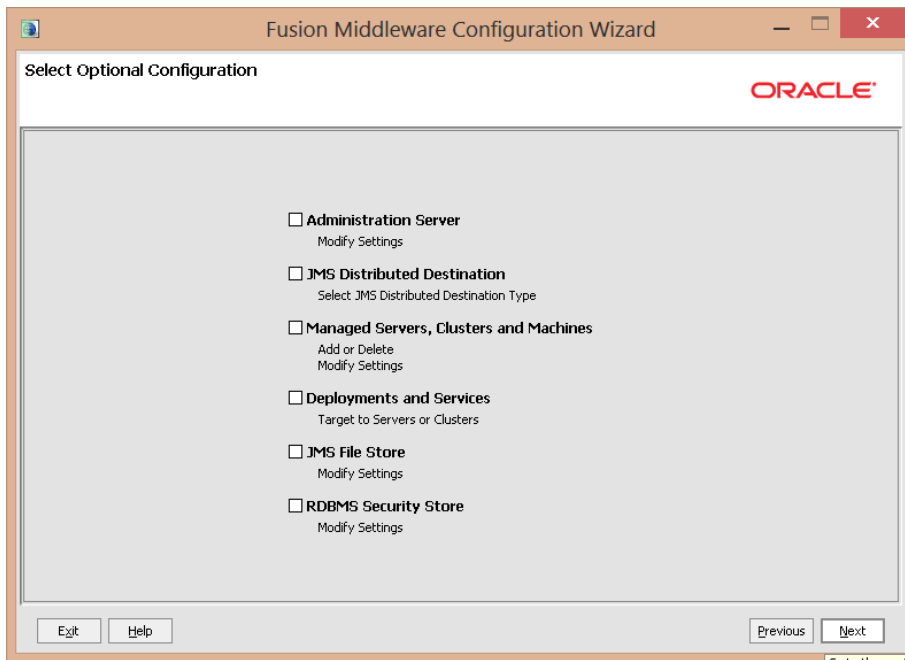 Fusion Middleware Configuration Wizard
Select Optional Configuration
ORACLE
Administration Server
Modify Settings
JMS Distributed Destination
Select JMS Distributed Destination Type
Managed Servers, Clusters and Machines
Add or Delete
Modify Settings
Deployments and Services
Target to Servers or Clusters
JMS File Store
Modify Settings
RDBMS Security Store
Modify Settings
Exit
Help
Previous
Next